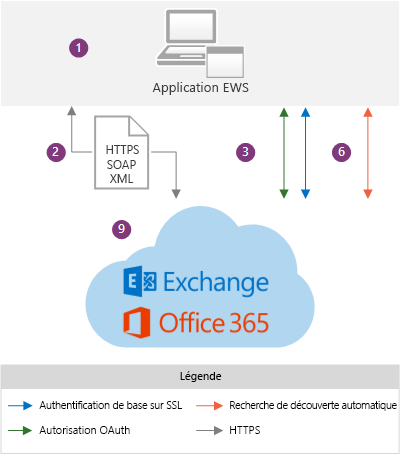 1
Application EWS
2
HTTPS
SOAP
XML
3
6
9
Exchange
Office 365
Légende
Authentification de base sur SSL
Recherche de découverte automatique
Autorisation OAuth
HTTPS